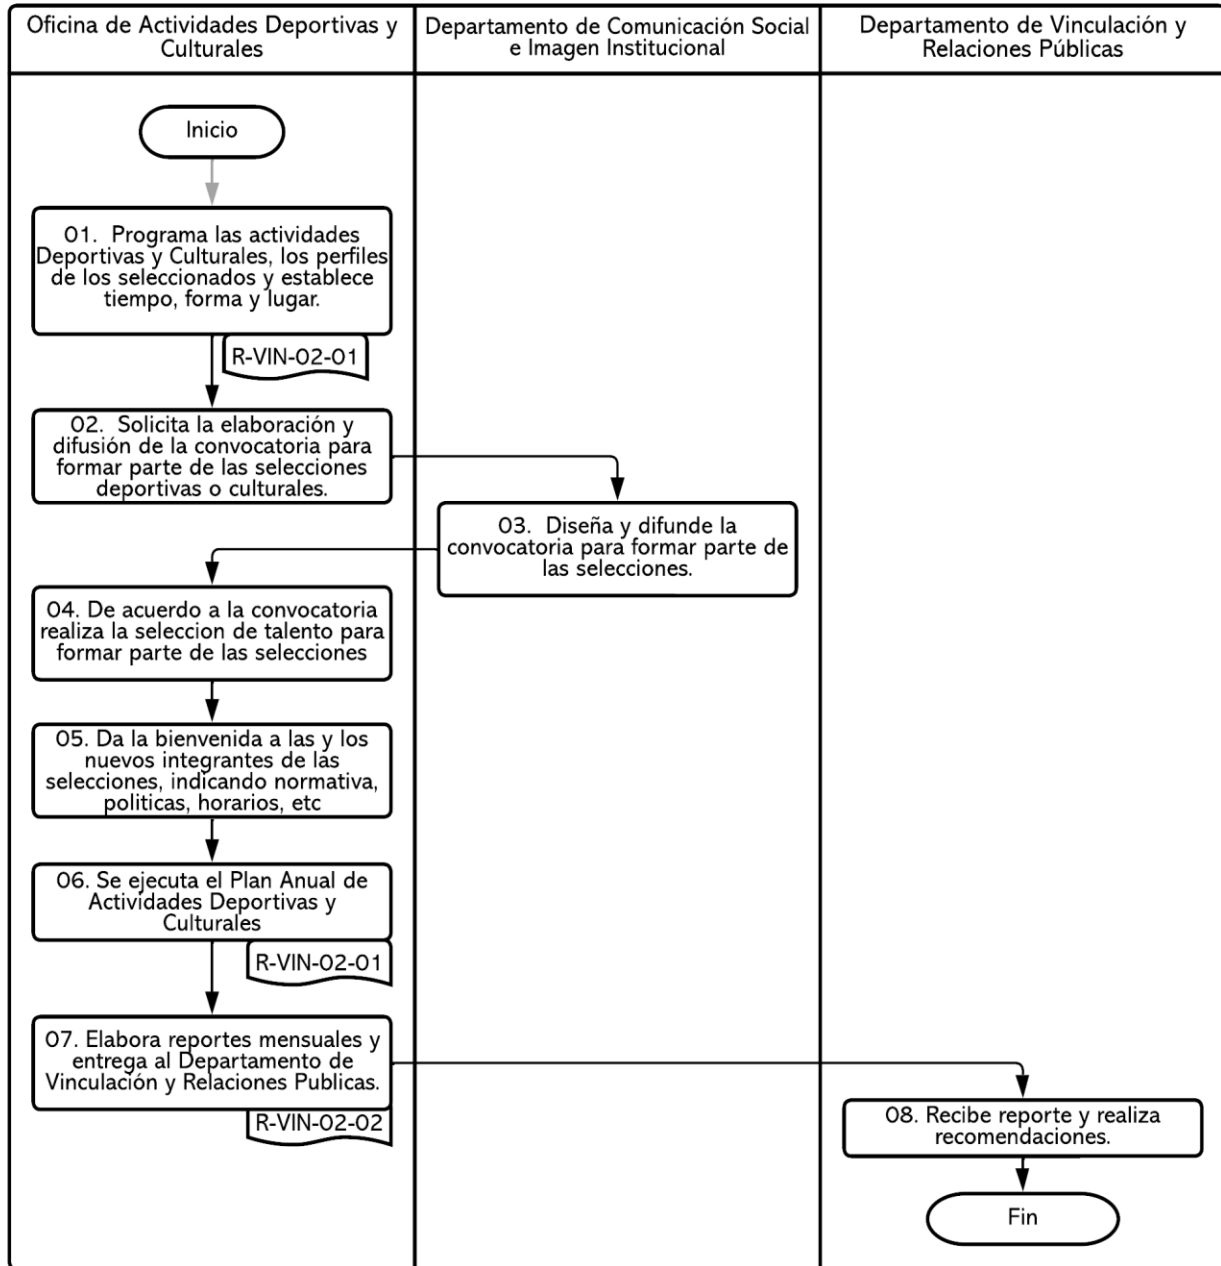 Oficina de Actividades Deportivas y
Culturales
Departamento de Comunicación Social
e Imagen Institucional
Departamento de Vinculación y
Relaciones Públicas
Inicio
01. Programa las actividades
Deportivas y Culturales, los perfiles
de los seleccionados y establece
tiempo, forma y lugar.
R-VIN-02-01
02. Solicita la elaboración y
difusión de la convocatoria para
formar parte de las selecciones
deportivas o culturales.
03. Diseña y difunde la
convocatoria para formar parte de
las selecciones.
04. De acuerdo a la convocatoria
realiza la seleccion de talento para
formar parte de las selecciones
05. Da la bienvenida a las y los
nuevos integrantes de las
selecciones, indicando normativa,
politicas, horarios, etc
06. Se ejecuta el Plan Anual de
Actividades Deportivas y
Culturales
R-VIN-02-01
07. Elabora reportes mensuales y
entrega al Departamento de
Vinculación y Relaciones Publicas.
R-VIN-02-02
08. Recibe reporte y realiza
recomendaciones.
Fin